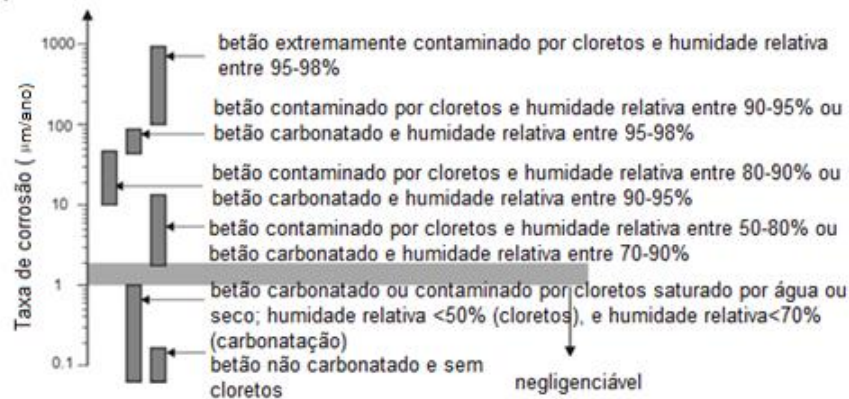 1000
100
10
1
0.1
Taxa de corrosão ( μm/ano)
betão extremamente contaminado por cloretos e humidade relativa
entre 95-98%
betão contaminado por cloretos e humidade relativa entre 90-95% ou
betão carbonatado e humidade relativa entre 95-98%
betão contaminado por cloretos e humidade relativa entre 80-90% ou
betão carbonatado e humidade relativa entre 90-95%
betão contaminado por cloretos e humidade relativa entre 50-80% ou
betão carbonatado e humidade relativa entre 70-90%
betão carbonatado ou contaminado por cloretos saturado por água ou
seco; humidade relativa <50% (cloretos), e humidade relativa<70%
(carbonatação)
betão não carbonatado e sem
cloretos
negligenciável